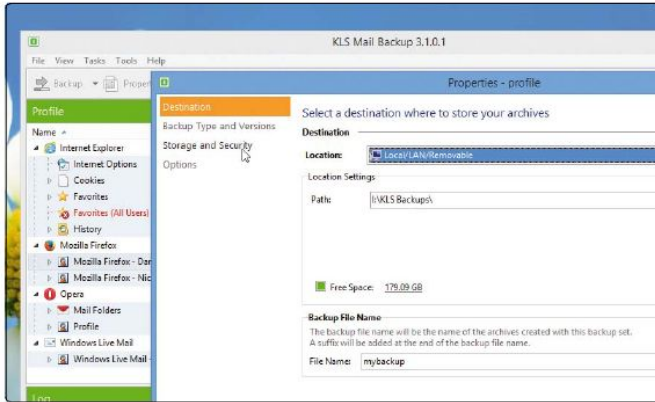 KLS Mail Backup 3.1.0.1
File View Tasks Tools Help
Backup
Properties - profile
Profile
Name
Internet Explorer
Internet Options
Cookies
Favorites
Favorites (All Users)
History
Mozilla Firefox
Mozilla Firefox - Dan
Mozilla Firefox - Nic
Opera
Mail Folders
Profile
Windows Live Mail
Windows Live Mail -
Log
Destination
Backup Type and Versions
Storage and Security
Options
Select a destination where to store your archives
Destination
Location: Local/LAN/Removable
Location Settings
Path: I:\KLS Backups\
Free Space: 179.09 GB
Backup File Name
The backup file name will be the name of the archives created with this backup set.
A suffix will be added at the end of the backup file name.
File Name: mybackup